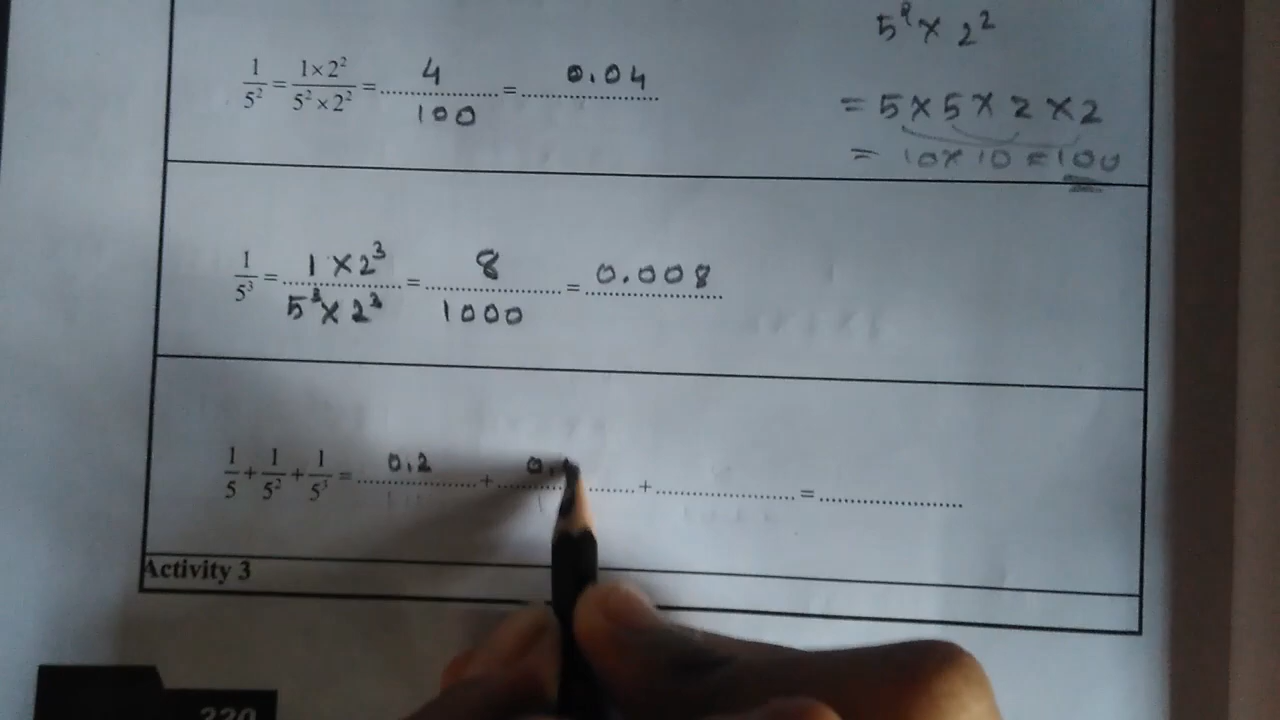 5² × 2²
1/5² = 1×2²/5²×2² = 4/100 = 0.04
= 5 × 5 × 2 × 2
= 10 × 10 = 100
1/5³ = 1 × 2³/5³ × 2³ = 8/1000 = 0.008
1/5 + 1/5² + 1/5³ = 0.2 + 0. + =
Activity 3